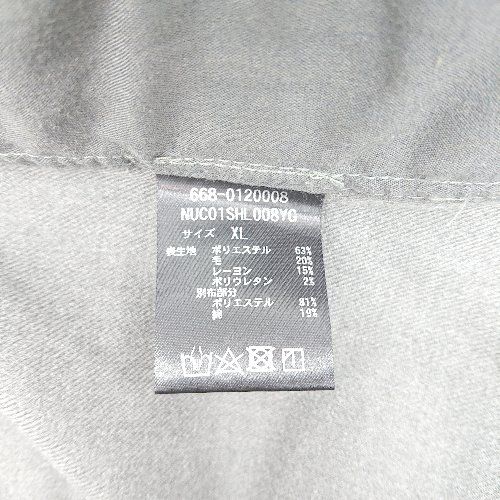 668-0120008
NUC01SHL008YG
サイズ XL
表生地 ポリエステル 63%
毛 20%
レーヨン 15%
ポリウレタン 2%
別布部分
ポリエステル 81%
綿 19%